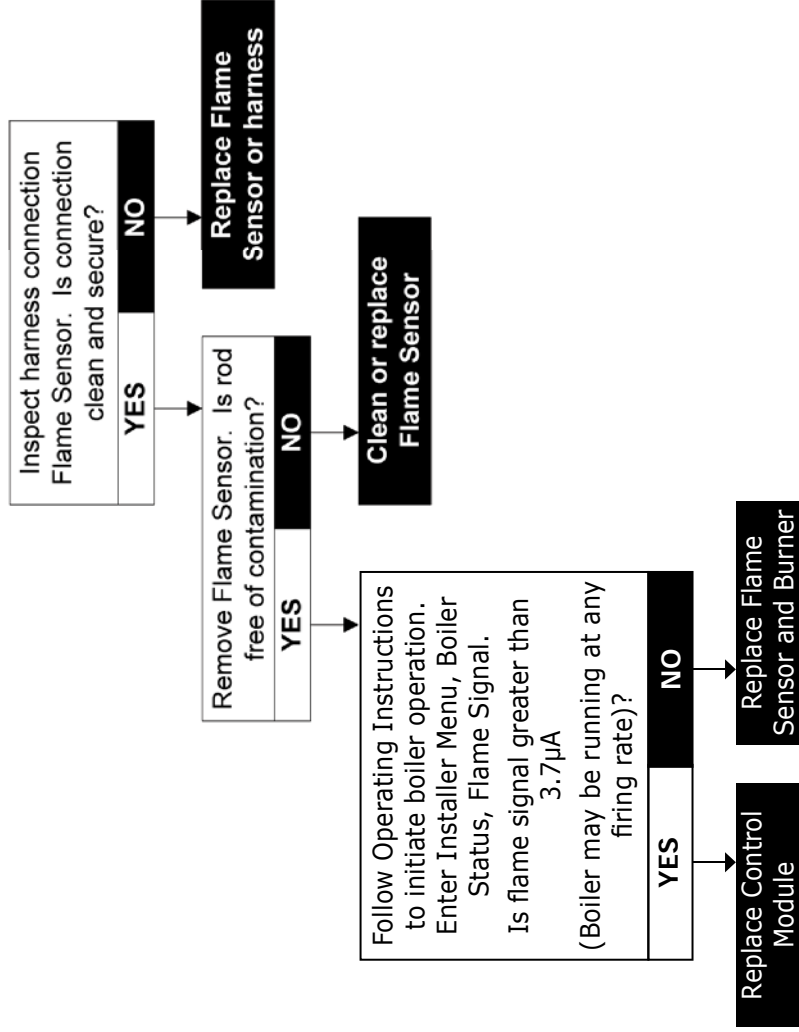 Inspect harness connection
Flame Sensor. Is connection
clean and secure?
YES
NO
Replace Flame
Sensor or harness
Remove Flame Sensor. Is rod
free of contamination?
YES
NO
Clean or replace
Flame Sensor
Follow Operating Instructions
to initiate boiler operation.
Enter Installer Menu, Boiler
Status, Flame Signal.
Is flame signal greater than
3.7µA
(Boiler may be running at any
firing rate)?
YES
NO
Replace Control
Module
Replace Flame
Sensor and Burner